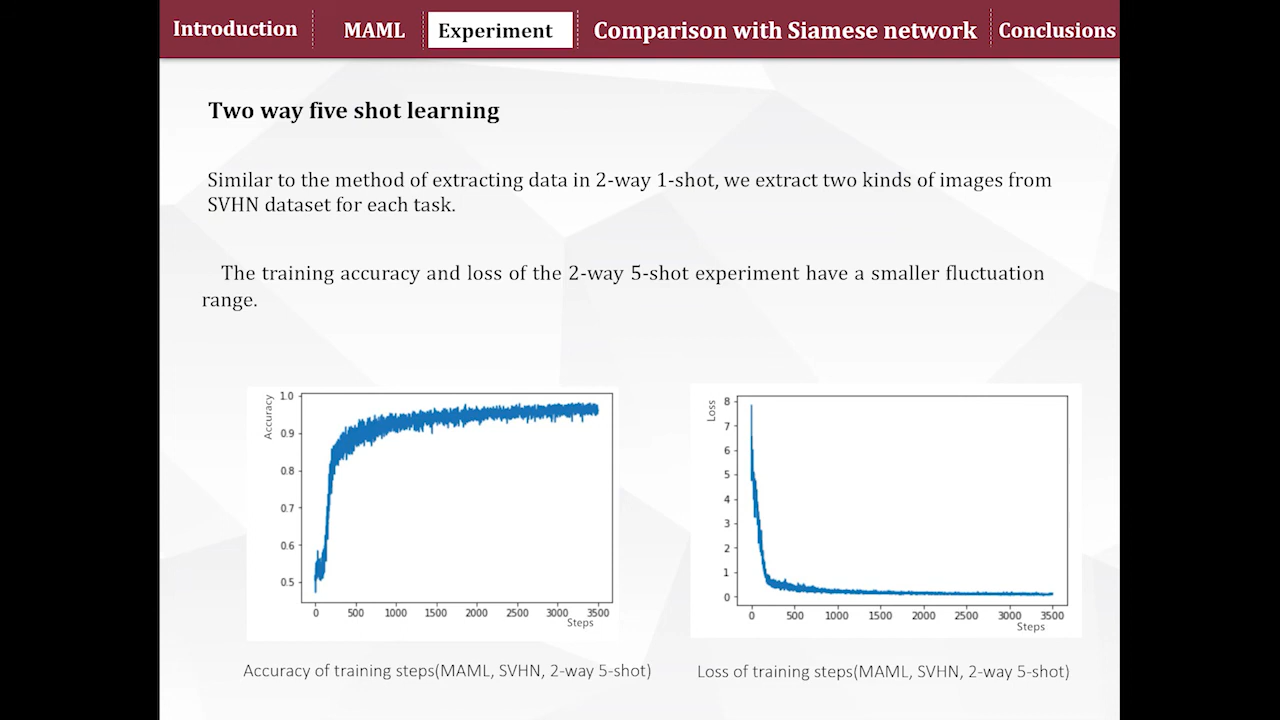 Introduction
MAML
Experiment
Comparison with Siamese network
Conclusions
Two way five shot learning
Similar to the method of extracting data in 2-way 1-shot, we extract two kinds of images from
SVHN dataset for each task.
The training accuracy and loss of the 2-way 5-shot experiment have a smaller fluctuation
range.
Accuracy
1.0
0.9
0.8
0.7
0.6
0.5
0 500 1000 1500 2000 2500 3000 3500
Steps
Accuracy of training steps(MAML, SVHN, 2-way 5-shot)
Loss
8
7
6
5
4
3
2
1
0
0 500 1000 1500 2000 2500 3000 3500
Steps
Loss of training steps(MAML, SVHN, 2-way 5-shot)